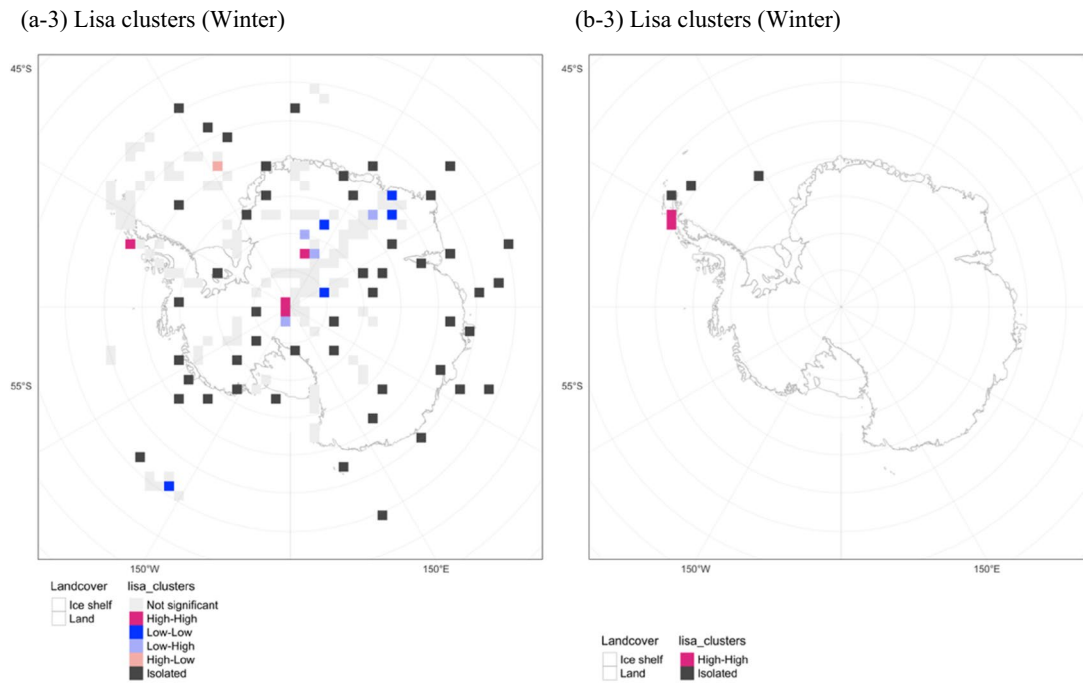 (a-3) Lisa clusters (Winter)
(b-3) Lisa clusters (Winter)
45°S
55°S
150°W
150°E
45°S
55°S
150°W
150°E
Landcover
Ice shelf
Land
lisa_clusters
Not significant
High-High
Low-Low
Low-High
High-Low
Isolated
Landcover
Ice shelf
Land
lisa_clusters
High-High
Isolated